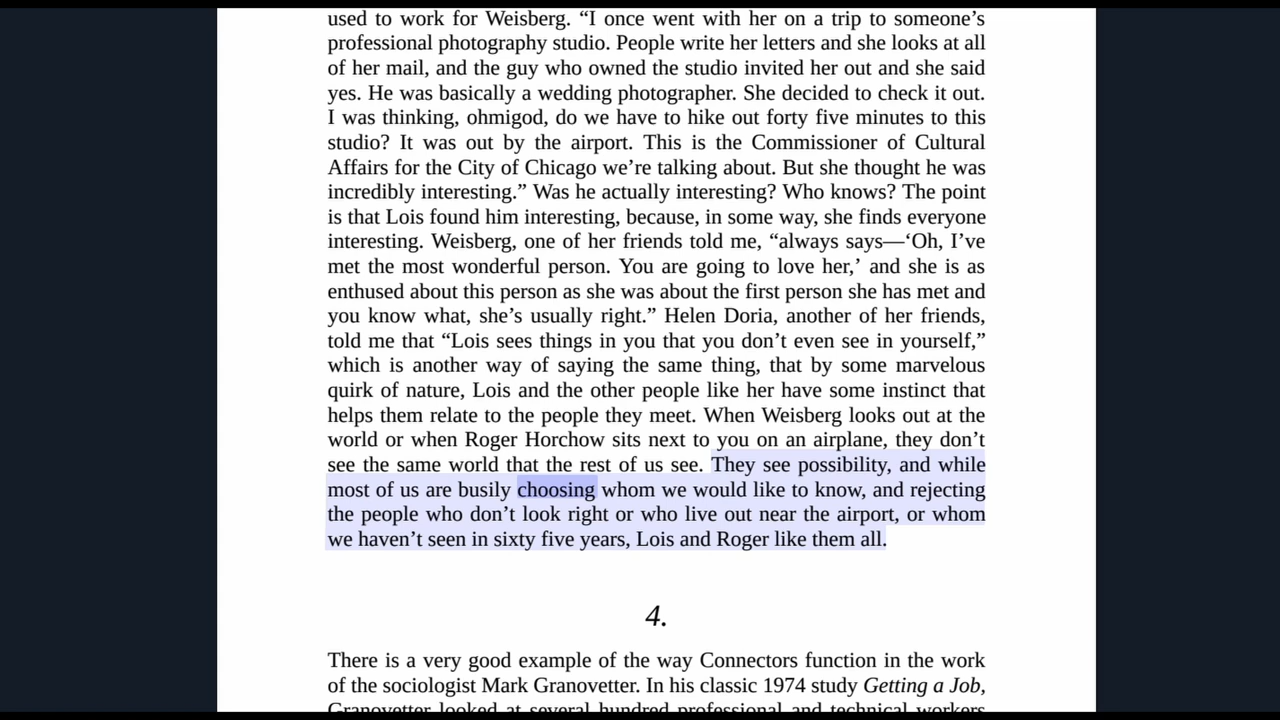 used to work for Weisberg. “I once went with her on a trip to someone’s
professional photography studio. People write her letters and she looks at all
of her mail, and the guy who owned the studio invited her out and she said
yes. He was basically a wedding photographer. She decided to check it out.
I was thinking, ohmigod, do we have to hike out forty five minutes to this
studio? It was out by the airport. This is the Commissioner of Cultural
Affairs for the City of Chicago we’re talking about. But she thought he was
incredibly interesting.” Was he actually interesting? Who knows? The point
is that Lois found him interesting, because, in some way, she finds everyone
interesting. Weisberg, one of her friends told me, “always says—‘Oh, I’ve
met the most wonderful person. You are going to love her,’ and she is as
enthused about this person as she was about the first person she has met and
you know what, she’s usually right.” Helen Doria, another of her friends,
told me that “Lois sees things in you that you don’t even see in yourself,”
which is another way of saying the same thing, that by some marvelous
quirk of nature, Lois and the other people like her have some instinct that
helps them relate to the people they meet. When Weisberg looks out at the
world or when Roger Horchow sits next to you on an airplane, they don’t
see the same world that the rest of us see. They see possibility, and while
most of us are busily choosing whom we would like to know, and rejecting
the people who don’t look right or who live out near the airport, or whom
we haven’t seen in sixty five years, Lois and Roger like them all.
4.
There is a very good example of the way Connectors function in the work
of the sociologist Mark Granovetter. In his classic 1974 study Getting a Job,
Granovetter looked at several hundred professional and technical workers